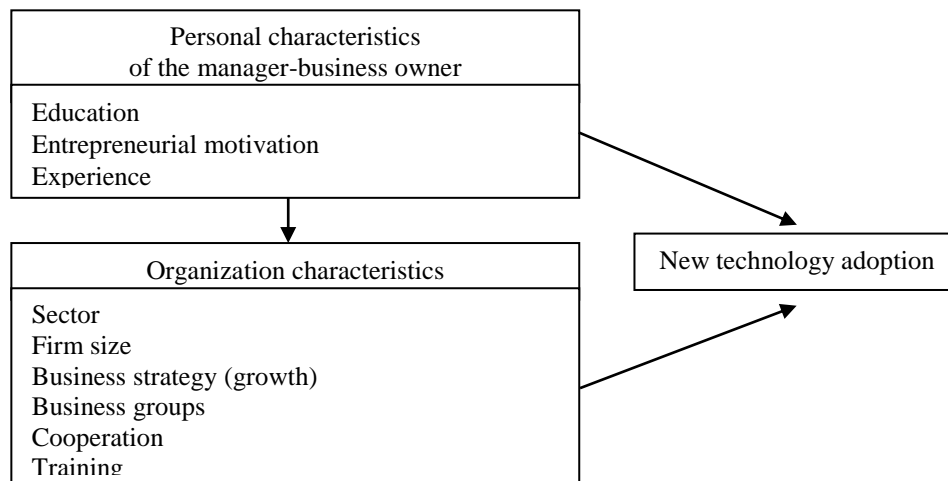 Personal characteristics
of the manager-business owner
Education
Entrepreneurial motivation
Experience
Organization characteristics
New technology adoption
Sector
Firm size
Business strategy (growth)
Business groups
Cooperation
Training